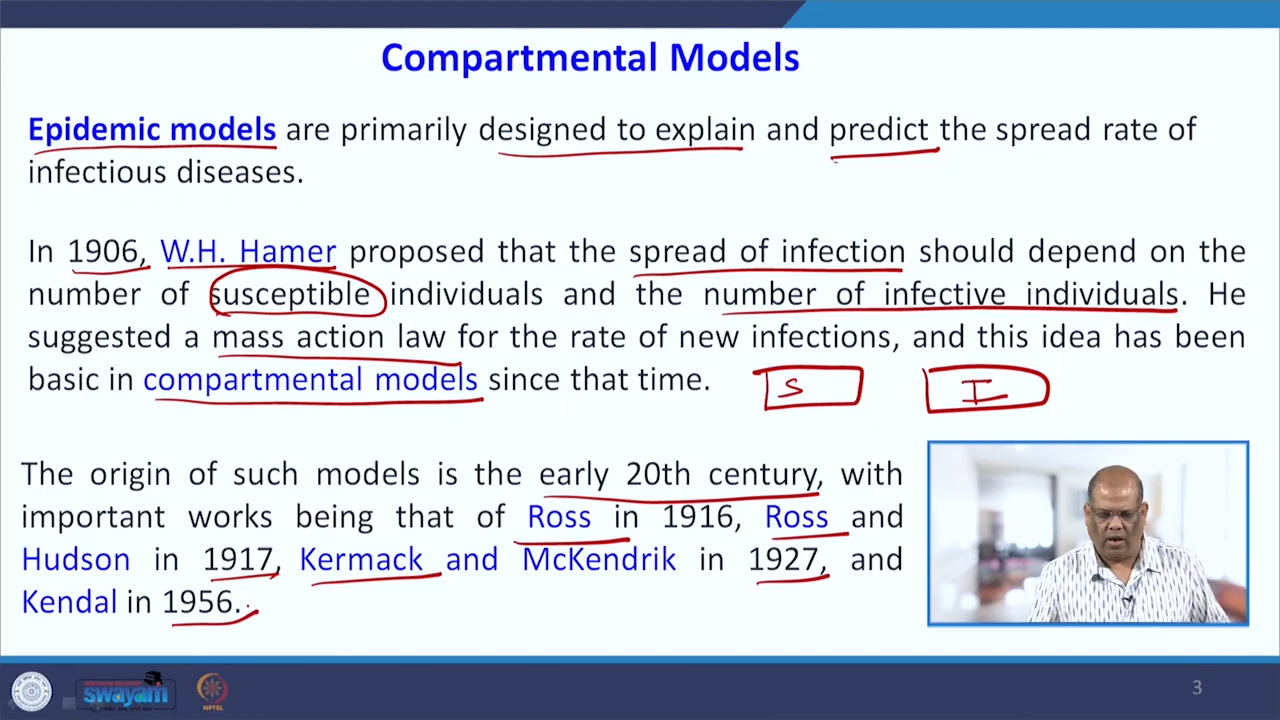 Compartmental Models
Epidemic models are primarily designed to explain and predict the spread rate of
infectious diseases.
In 1906, W.H. Hamer proposed that the spread of infection should depend on the
number of susceptible individuals and the number of infective individuals. He
suggested a mass action law for the rate of new infections, and this idea has been
basic in compartmental models since that time.
S I
The origin of such models is the early 20th century, with
important works being that of Ross in 1916, Ross and
Hudson in 1917, Kermack and McKendrik in 1927, and
Kendal in 1956.
swayam
NPTEL
3